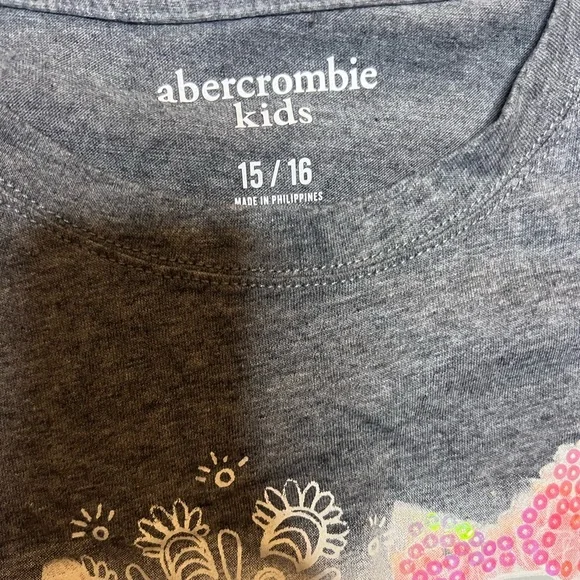 abercrombie
kids
15 / 16
MADE IN PHILIPPINES